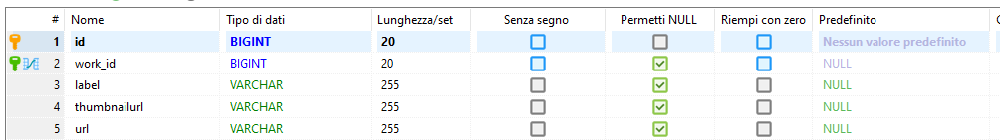 # Nome Tipo di dati Lunghezza/set Senza segno Permetti NULL Riempi con zero Predefinito
1 id BIGINT 20 Nessun valore predefinito
2 work_id BIGINT 20 NULL
3 label VARCHAR 255 NULL
4 thumbnailurl VARCHAR 255 NULL
5 url VARCHAR 255 NULL